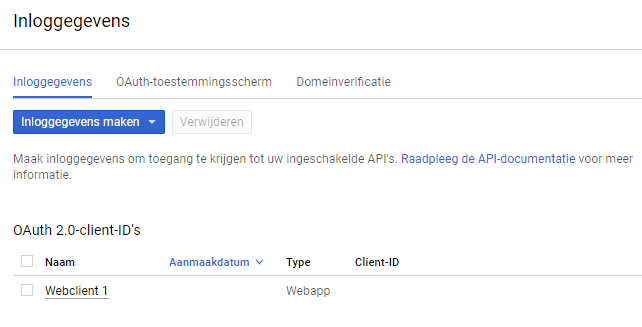 Inloggegevens
Inloggegevens OAuth-toestemmingsscherm Domeinverificatie
Inloggegevens maken Verwijderen
Maak inloggegevens om toegang te krijgen tot uw ingeschakelde API's. Raadpleeg de API-documentatie voor meer
informatie.
OAuth 2.0-client-ID's
Naam Aanmaakdatum Type Client-ID
Webclient 1 Webapp